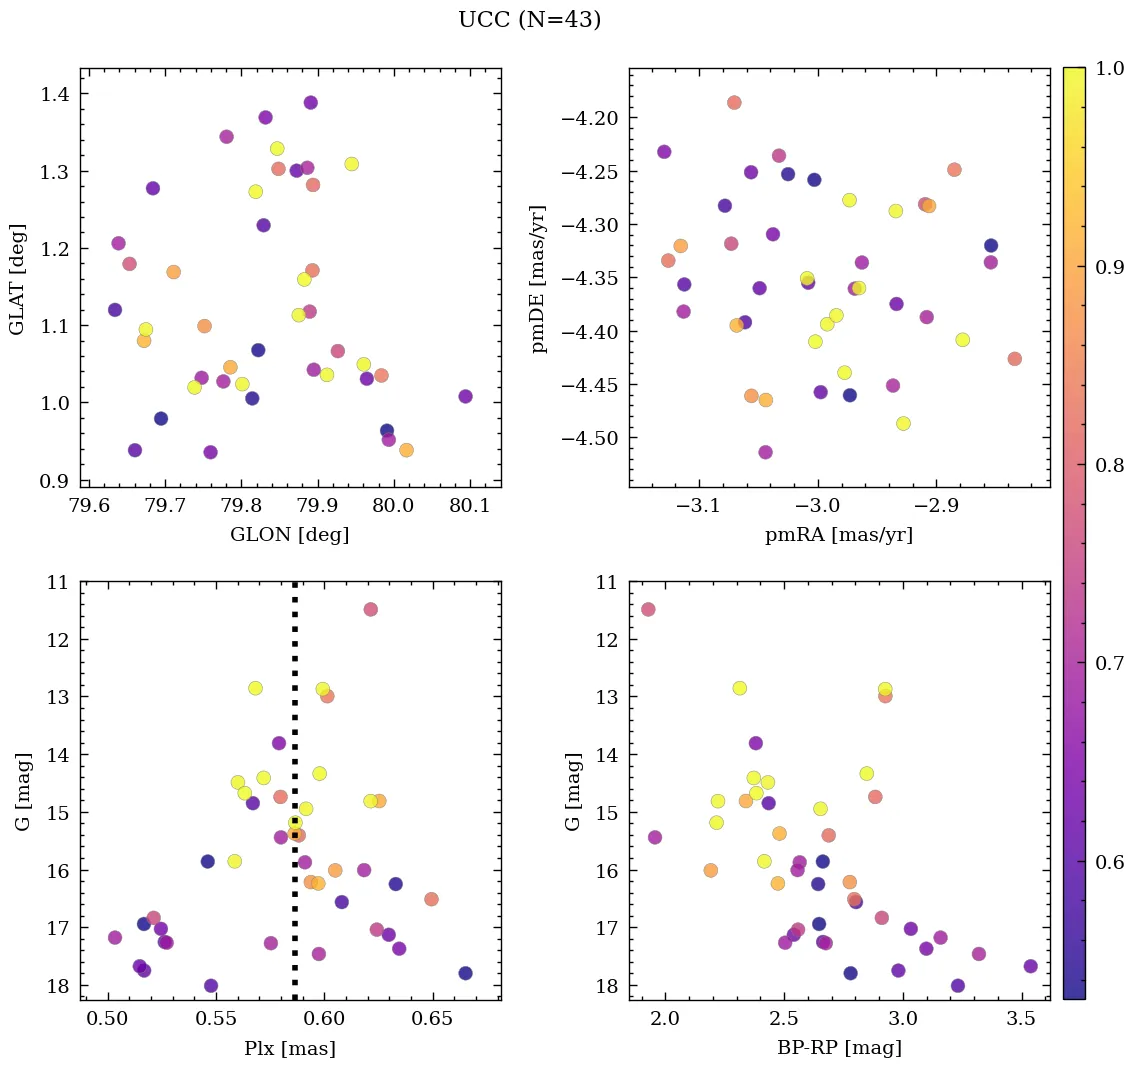 UCC (N=43)
1.4
1.3
1.2
1.1
1.0
0.9
GLAT [deg]
79.6 79.7 79.8 79.9 80.0 80.1
GLON [deg]
−4.20
−4.25
−4.30
−4.35
−4.40
−4.45
−4.50
pmDE [mas/yr]
−3.1 −3.0 −2.9
pmRA [mas/yr]
11
12
13
14
15
16
17
18
G [mag]
0.50 0.55 0.60 0.65
Plx [mas]
11
12
13
14
15
16
17
18
G [mag]
2.0 2.5 3.0 3.5
BP-RP [mag]
1.0
0.9
0.8
0.7
0.6